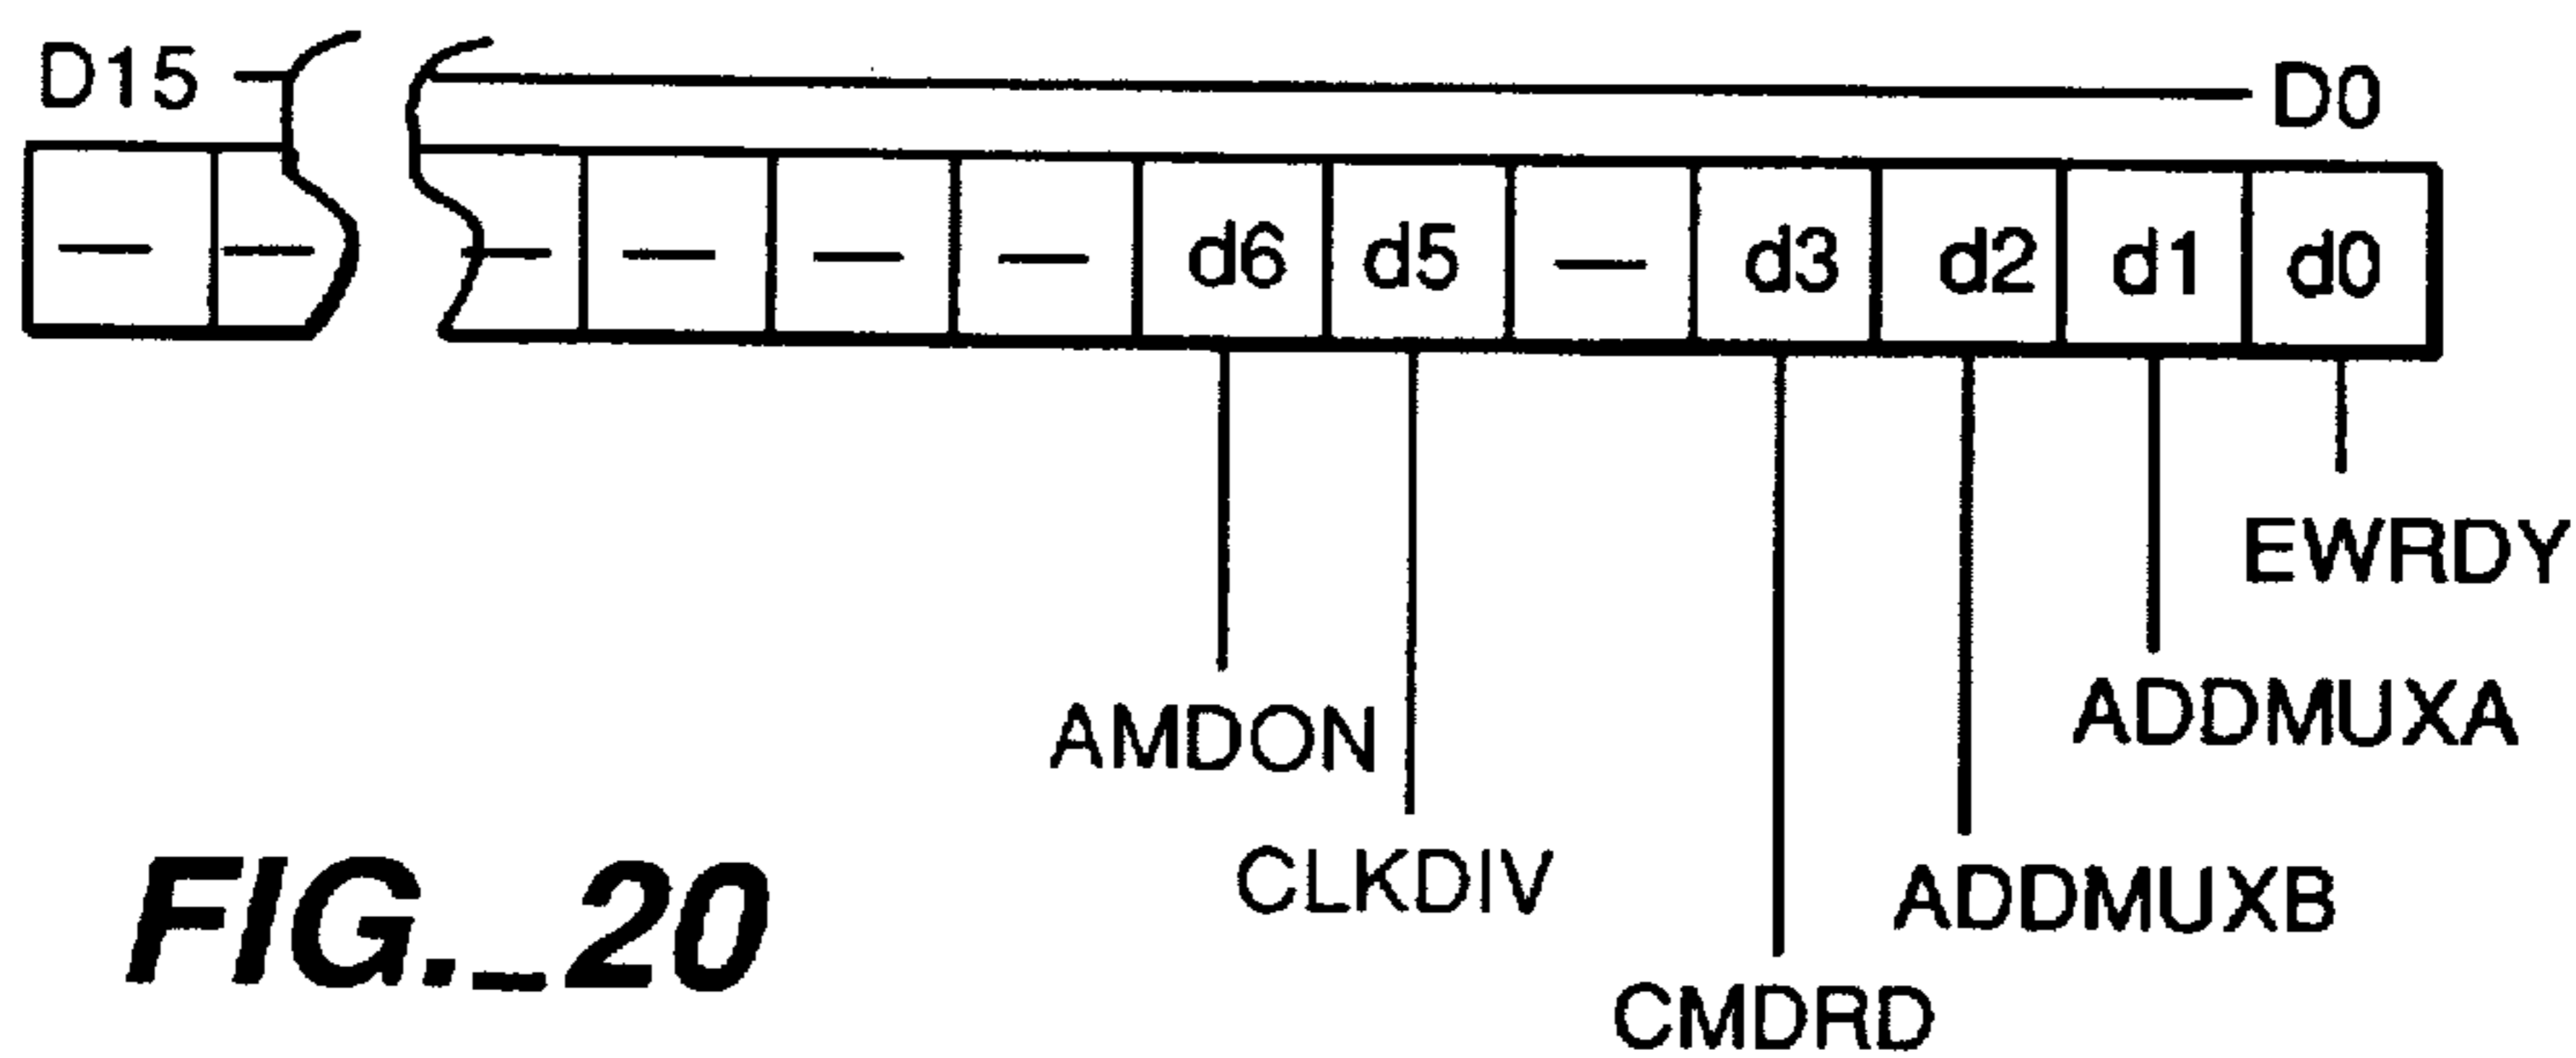 D15 D0
— — — — — — d6 d5 — d3 d2 d1 d0
EWRDY
ADDMUXA
AMDON
CLKDIV
ADDMUXB
CMDRD
FIG._20